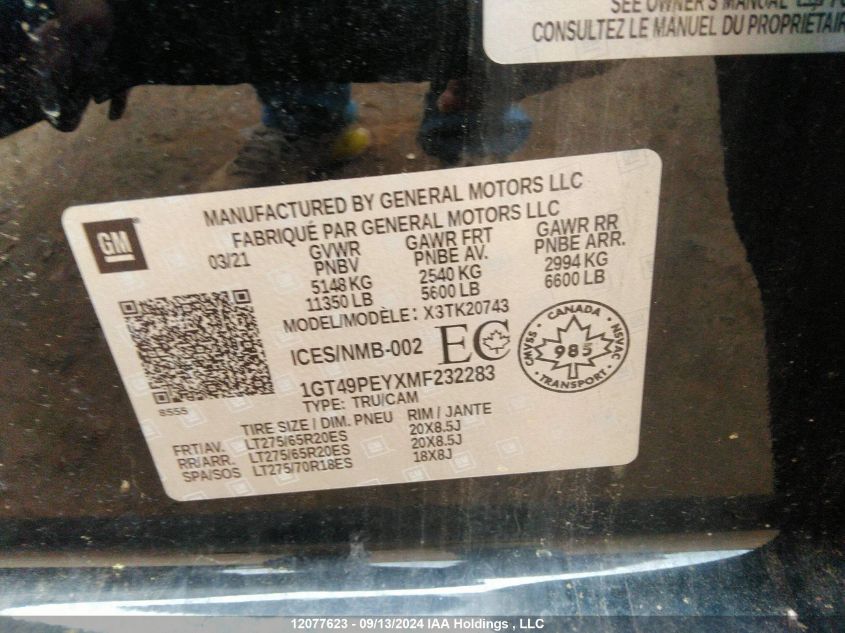 SEE OWNER'S MANUAL
CONSULTEZ LE MANUEL DU PROPRIÉTAIR
GM
MANUFACTURED BY GENERAL MOTORS LLC
FABRIQUÉ PAR GENERAL MOTORS LLC
03/21 GVWR GAWR FRT GAWR RR
PNBV PNBE AV. PNBE ARR.
5148 KG 2540 KG 2994 KG
11350 LB 5600 LB 6600 LB
MODEL/MODÈLE: X3TK20743
ICES/NMB-002 EC
CANADA
CMVSS 985 NSVAC
TRANSPORT
1GT49PEYXMF232283
8555
TYPE: TRU/CAM
TIRE SIZE / DIM. PNEU RIM / JANTE
FRT/AV. LT275/65R20ES 20X8.5J
RR/ARR. LT275/65R20ES 20X8.5J
SPA/SOS LT275/70R18ES 18X8J
12077623 - 09/13/2024 IAA Holdings , LLC